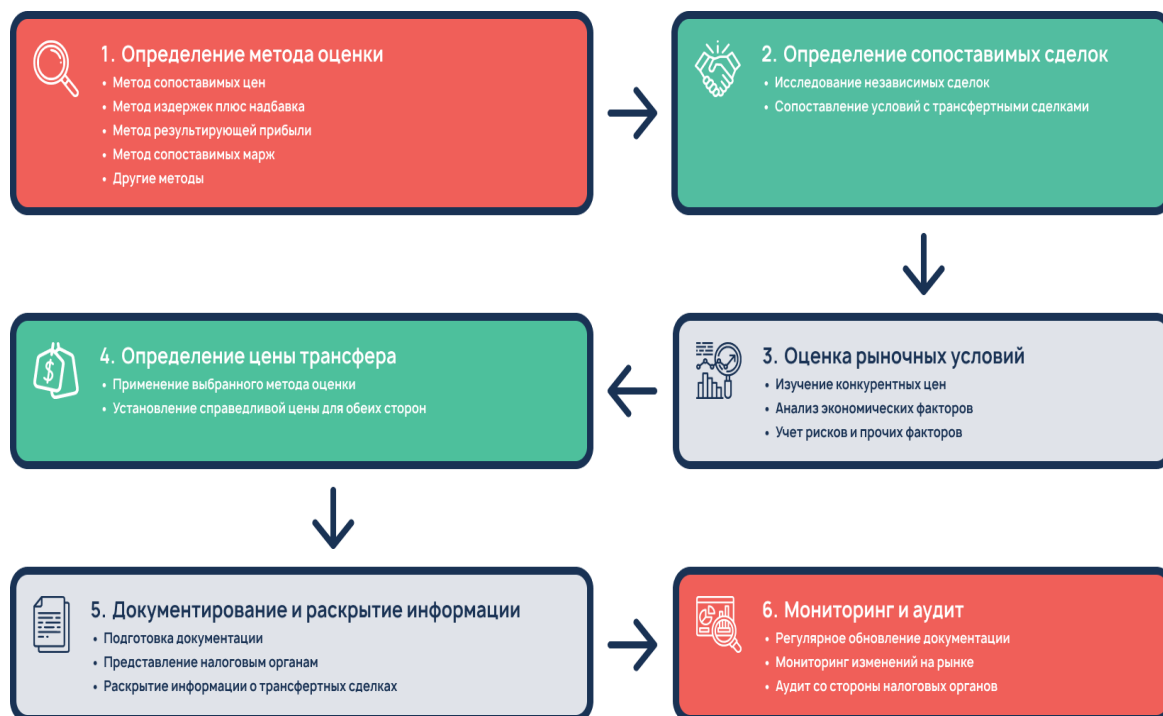 1. Определение метода оценки
• Метод сопоставимых цен
• Метод издержек плюс надбавка
• Метод результирующей прибыли
• Метод сопоставимых марж
• Другие методы
2. Определение сопоставимых сделок
• Исследование независимых сделок
• Сопоставление условий с трансфертными сделками
3. Оценка рыночных условий
• Изучение конкурентных цен
• Анализ экономических факторов
• Учет рисков и прочих факторов
4. Определение цены трансфера
• Применение выбранного метода оценки
• Установление справедливой цены для обеих сторон
5. Документирование и раскрытие информации
• Подготовка документации
• Представление налоговым органам
• Раскрытие информации о трансфертных сделках
6. Мониторинг и аудит
• Регулярное обновление документации
• Мониторинг изменений на рынке
• Аудит со стороны налоговых органов